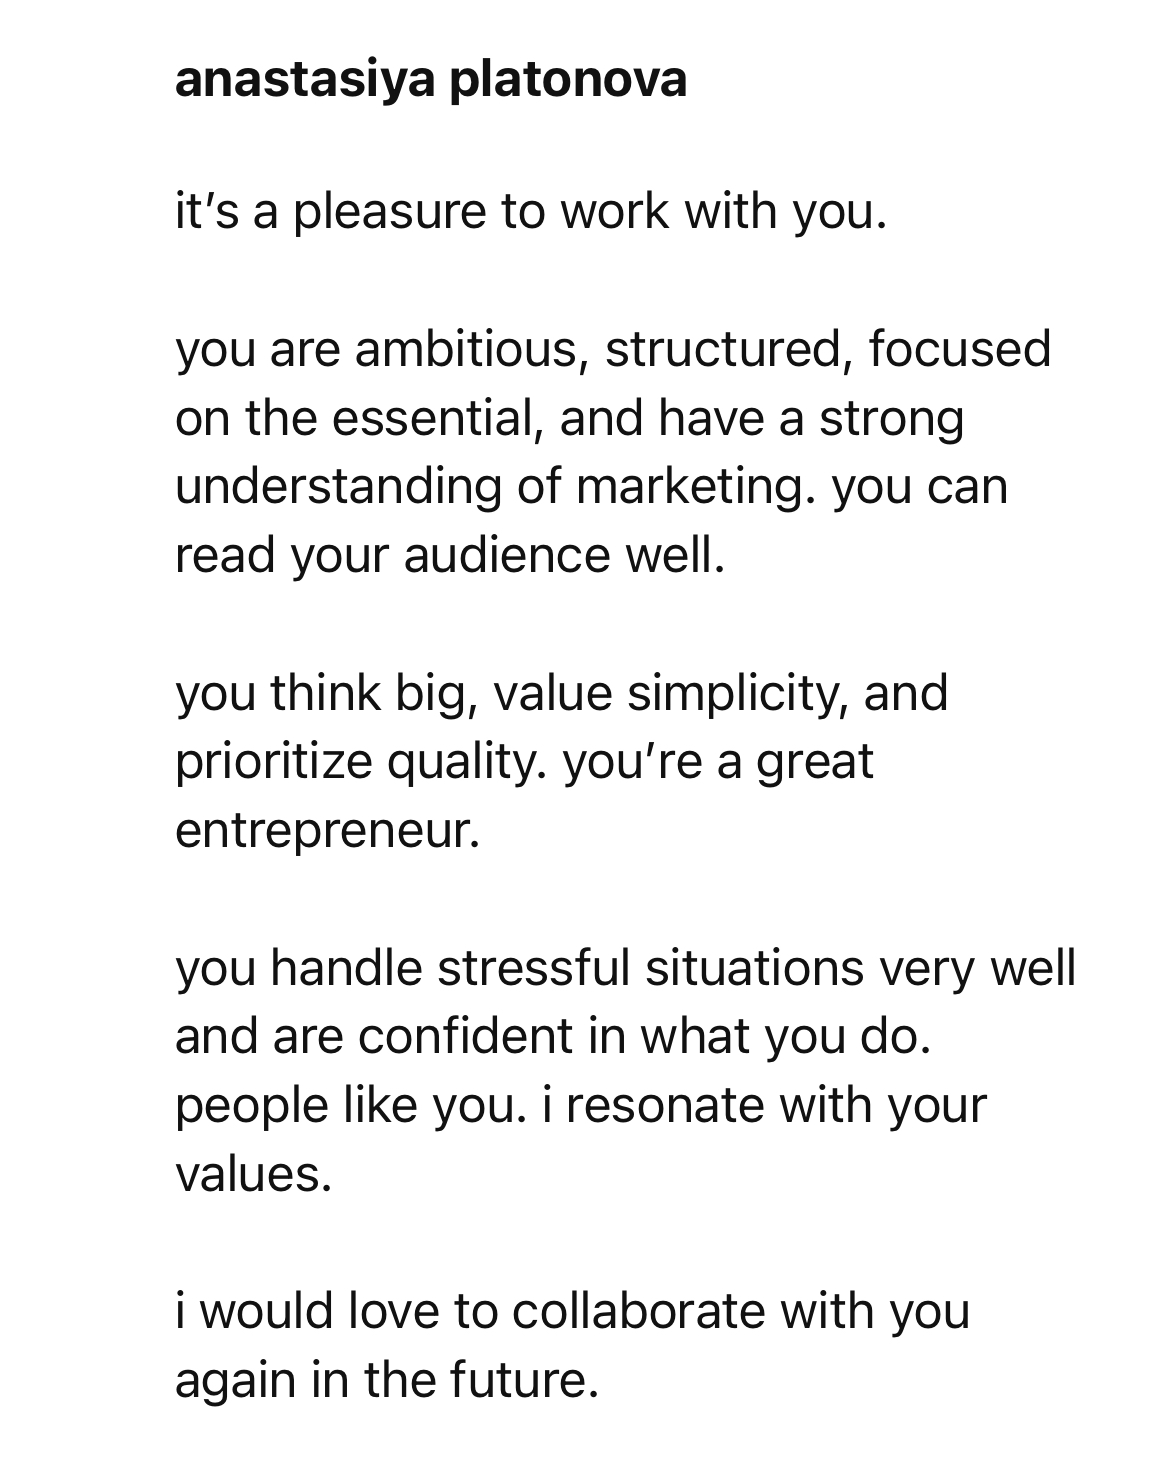 anastasiya platonova
it’s a pleasure to work with you.
you are ambitious, structured, focused
on the essential, and have a strong
understanding of marketing. you can
read your audience well.
you think big, value simplicity, and
prioritize quality. you’re a great
entrepreneur.
you handle stressful situations very well
and are confident in what you do.
people like you. i resonate with your
values.
i would love to collaborate with you
again in the future.